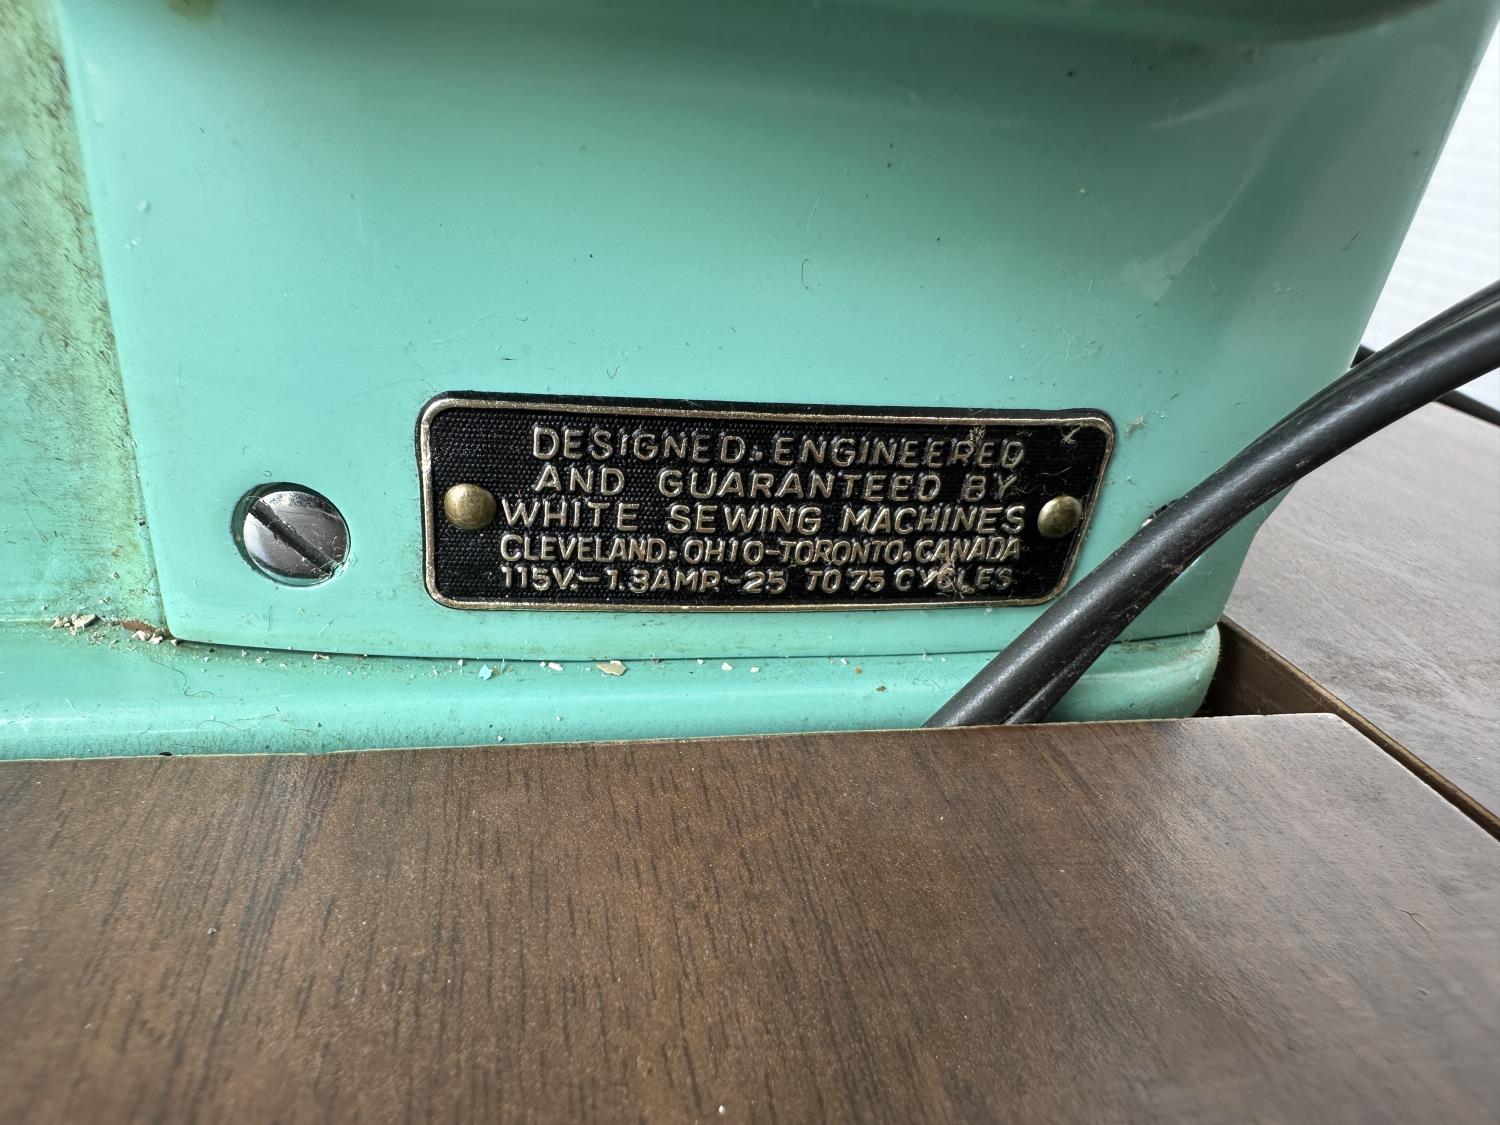 DESIGNED. ENGINEERED
AND GUARANTEED BY
WHITE SEWING MACHINES
CLEVELAND. OHIO-TORONTO. CANADA
115V.-1.3AMP.-25 TO 75 CYCLES